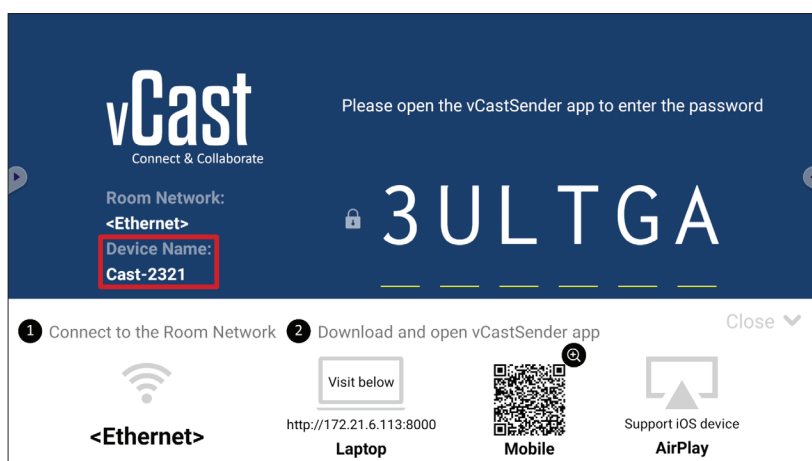 vCast
Connect & Collaborate
Please open the vCastSender app to enter the password
Room Network:
<Ethernet>
Device Name:
Cast-2321
3ULTGA
1 Connect to the Room Network
2 Download and open vCastSender app
Close
<Ethernet>
Visit below
http://172.21.6.113:8000
Laptop
Mobile
Support iOS device
AirPlay